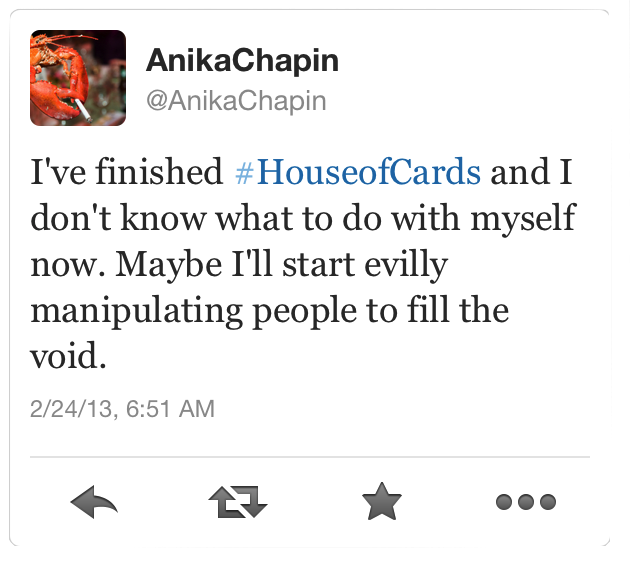 AnikaChapin
@AnikaChapin
I've finished #HouseofCards and I
don't know what to do with myself
now. Maybe I'll start evilly
manipulating people to fill the
void.
2/24/13, 6:51 AM